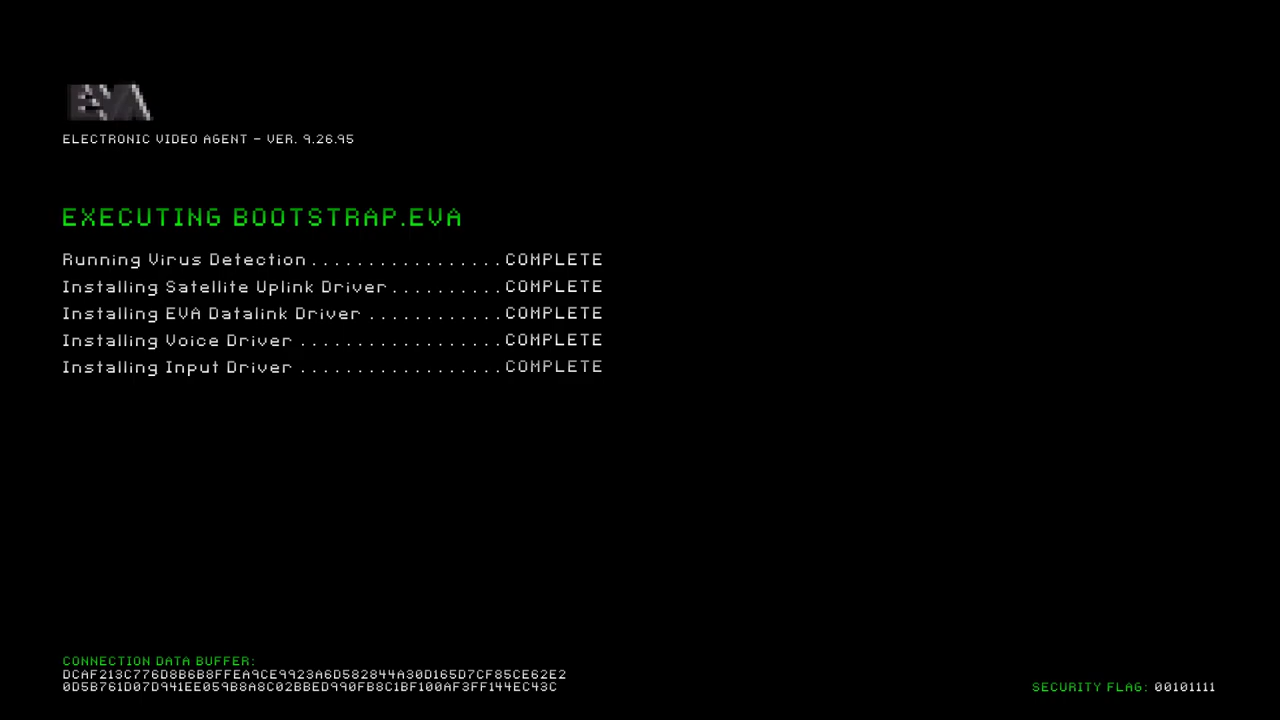 EVA
ELECTRONIC VIDEO AGENT - VER. 9.26.95
EXECUTING BOOTSTRAP.EVA
Running Virus Detection.................COMPLETE
Installing Satellite Uplink Driver..........COMPLETE
Installing EVA Datalink Driver ............COMPLETE
Installing Voice Driver ..................COMPLETE
Installing Input Driver ..................COMPLETE
CONNECTION DATA BUFFER:
DCAF213C776D8B6B8FFEA9CE9923A6D582844A30D165D7CF85CE62E2
0D5B761D07D941EE059B8A8C02BBED990FB8C1BF100AF3FF144EC43C
SECURITY FLAG: 00101111